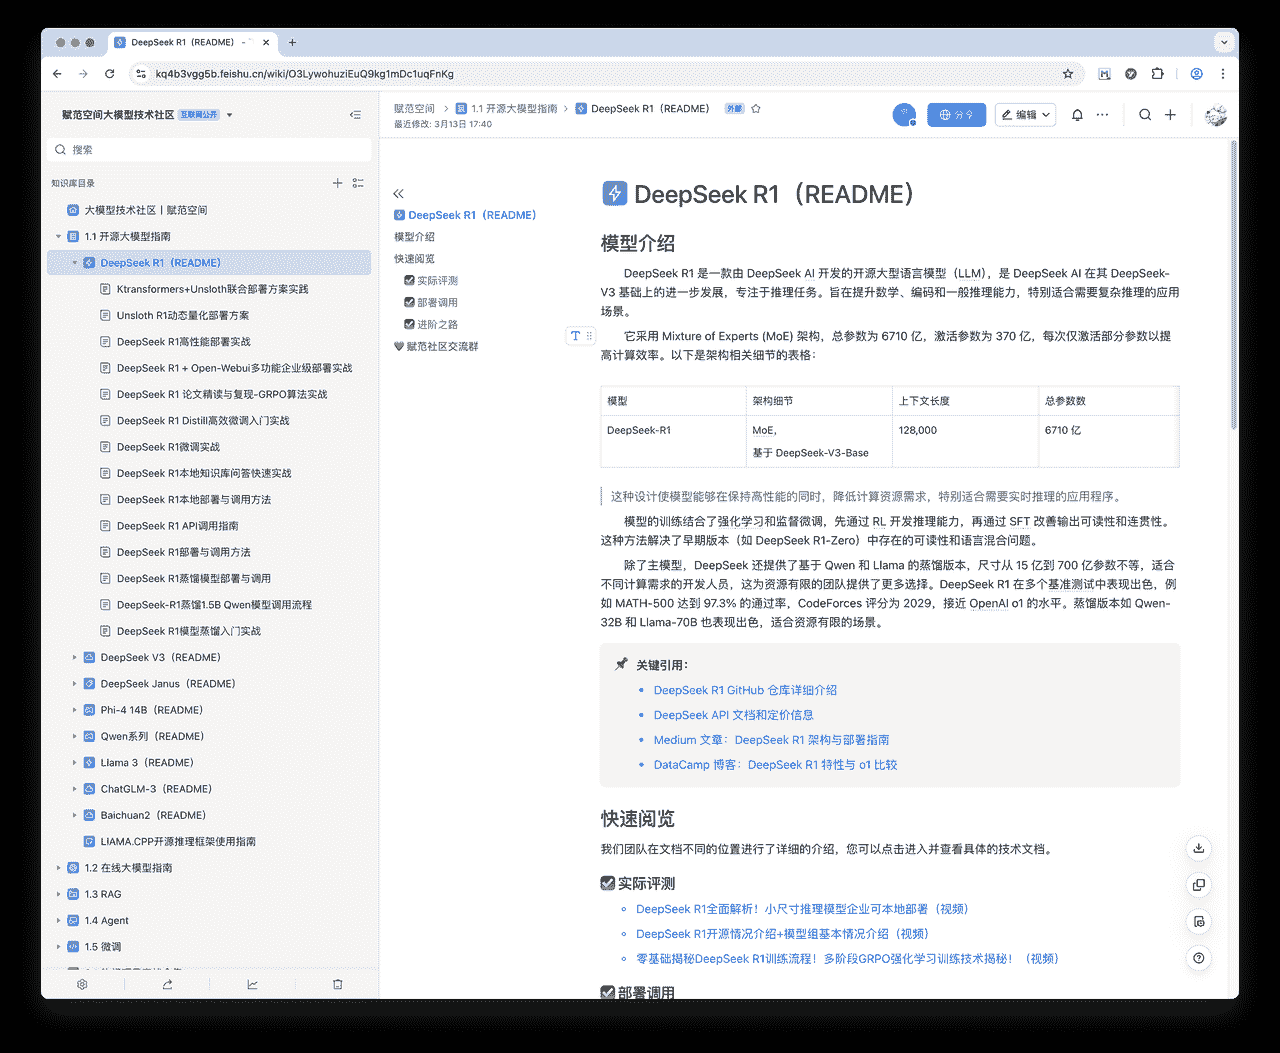 DeepSeek R1（README） -
kq4b3vgg5b.feishu.cn/wiki/O3LywohuziEuQ9kg1mDc1uqFnKg
赋范空间大模型技术社区 互联网公开
搜索
知识库目录
大模型技术社区丨赋范空间
1.1 开源大模型指南
DeepSeek R1（README）
Ktransformers+Unsloth联合部署方案实践
Unsloth R1动态量化部署方案
DeepSeek R1高性能部署实战
DeepSeek R1 + Open-Webui多功能企业级部署实战
DeepSeek R1 论文精读与复现-GRPO算法实战
DeepSeek R1 Distill高效微调入门实战
DeepSeek R1微调实战
DeepSeek R1本地知识库问答快速实战
DeepSeek R1本地部署与调用方法
DeepSeek R1 API调用指南
DeepSeek R1部署与调用方法
DeepSeek R1蒸馏模型部署与调用
DeepSeek-R1蒸馏1.5B Qwen模型调用流程
DeepSeek R1模型蒸馏入门实战
DeepSeek V3（README）
DeepSeek Janus（README）
Phi-4 14B（README）
Qwen系列（README）
Llama 3（README）
ChatGLM-3（README）
Baichuan2（README）
LlAMA.CPP开源推理框架使用指南
1.2 在线大模型指南
1.3 RAG
1.4 Agent
1.5 微调
赋范空间 > 1.1 开源大模型指南 > DeepSeek R1（README） 外部
最近修改: 3月13日 17:40
分享
编辑
DeepSeek R1（README）
模型介绍
快速阅览
实际评测
部署调用
进阶之路
赋范社区交流群
DeepSeek R1（README）
模型介绍
DeepSeek R1 是一款由 DeepSeek AI 开发的开源大型语言模型（LLM），是 DeepSeek AI 在其 DeepSeek-
V3 基础上的进一步发展，专注于推理任务。旨在提升数学、编码和一般推理能力，特别适合需要复杂推理的应用
场景。
它采用 Mixture of Experts (MoE) 架构，总参数为 6710 亿，激活参数为 370 亿，每次仅激活部分参数以提
高计算效率。以下是架构相关细节的表格：
模型 架构细节 上下文长度 总参数数
DeepSeek-R1 MoE， 128,000 6710 亿
基于 DeepSeek-V3-Base
这种设计使模型能够在保持高性能的同时，降低计算资源需求，特别适合需要实时推理的应用程序。
模型的训练结合了强化学习和监督微调，先通过 RL 开发推理能力，再通过 SFT 改善输出可读性和连贯性。
这种方法解决了早期版本（如 DeepSeek R1-Zero）中存在的可读性和语言混合问题。
除了主模型，DeepSeek 还提供了基于 Qwen 和 Llama 的蒸馏版本，尺寸从 15 亿到 700 亿参数不等，适合
不同计算需求的开发人员，这为资源有限的团队提供了更多选择。DeepSeek R1 在多个基准测试中表现出色，例
如 MATH-500 达到 97.3% 的通过率，CodeForces 评分为 2029，接近 OpenAI o1 的水平。蒸馏版本如 Qwen-
32B 和 Llama-70B 也表现出色，适合资源有限的场景。
关键引用：
DeepSeek R1 GitHub 仓库详细介绍
DeepSeek API 文档和定价信息
Medium 文章：DeepSeek R1 架构与部署指南
DataCamp 博客：DeepSeek R1 特性与 o1 比较
快速阅览
我们团队在文档不同的位置进行了详细的介绍，您可以点击进入并查看具体的技术文档。
实际评测
DeepSeek R1全面解析！小尺寸推理模型企业可本地部署（视频）
DeepSeek R1开源情况介绍+模型组基本情况介绍（视频）
零基础揭秘DeepSeek R1训练流程！多阶段GRPO强化学习训练技术揭秘！（视频）
部署调用